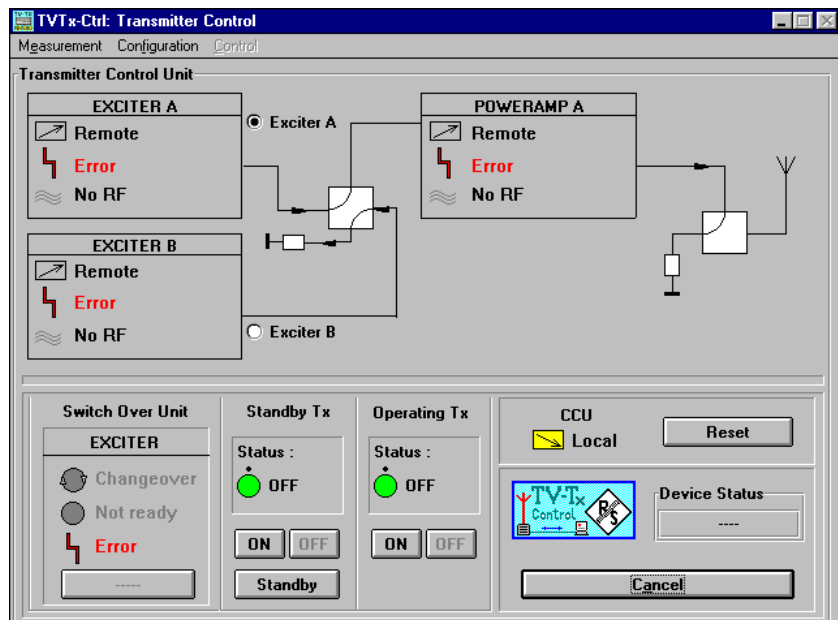 TVTx-Ctrl: Transmitter Control
Measurement Configuration Control
Transmitter Control Unit
EXCITER A
Remote
Error
No RF
Exciter A
POWERAMP A
Remote
Error
No RF
EXCITER B
Remote
Error
No RF
Exciter B
Switch Over Unit
EXCITER
Changeover
Not ready
Error
-----
Standby Tx
Status :
OFF
ON OFF
Standby
Operating Tx
Status :
OFF
ON OFF
CCU
Local
Reset
TV-Tx
Control
R S
Device Status
----
Cancel